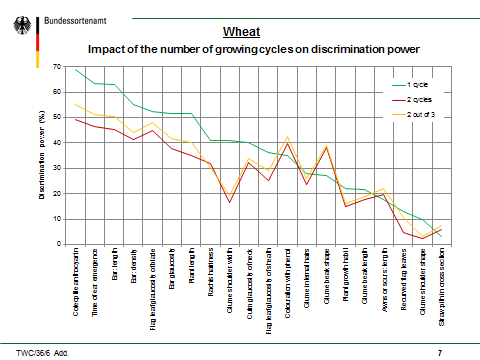 Bundessortenamt
Wheat
Impact of the number of growing cycles on discrimination power
Discrimination power (%)
70
60
50
40
30
20
10
0
1 cycle
2 cycles
2 out of 3
Coleoptile anthocyanin
Time of ear emergence
Ear: length
Ear: density
Flag leaf glaucosity of blade
Ear glaucosity
Plant length
Rachis hairiness
Glume shoulder width
Culm glaucosity of neck
Flag leaf glaucosity of sheath
Colouration with phenol
Glume internal hairs
Glume beak shape
Plant growth habit
Glume beak length
Awns or scurs: length
Recurved flag leaves
Glume shoulder shape
Straw pith in cross section
TWC/36/6 Add.
7